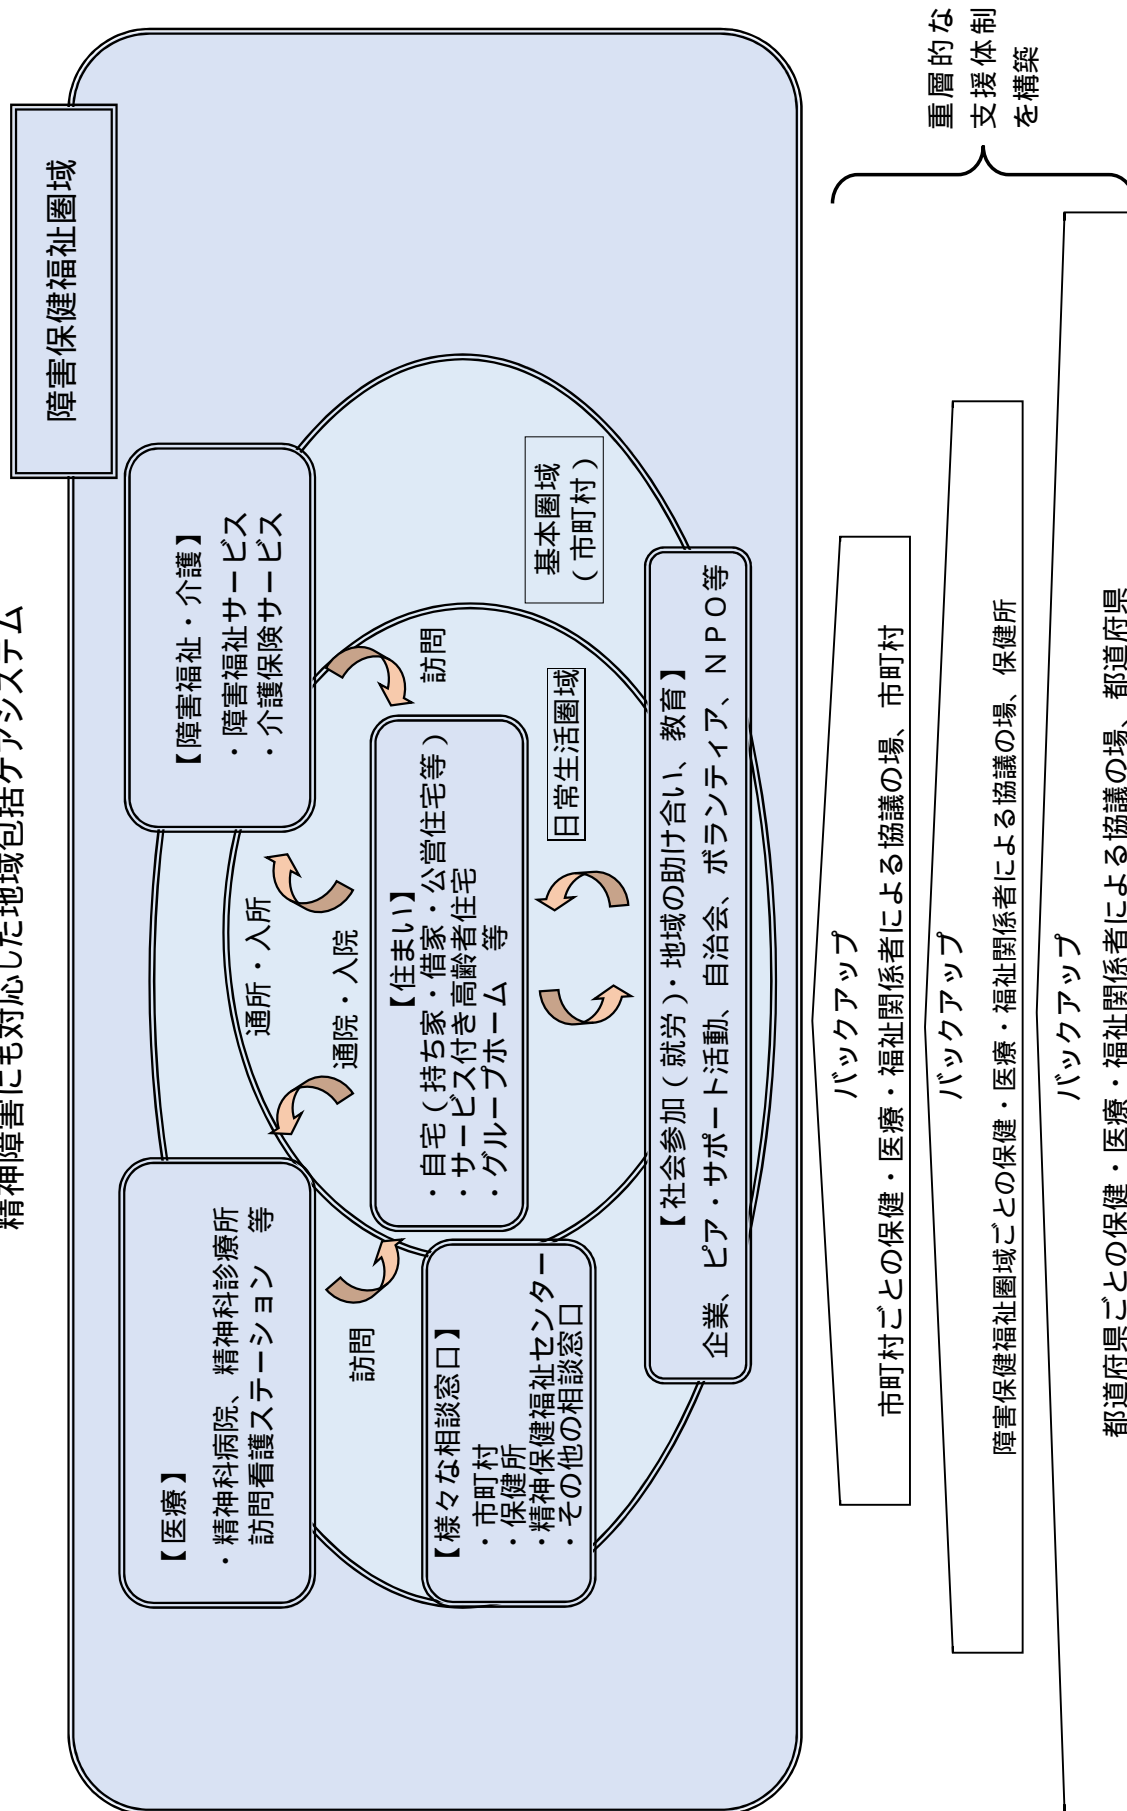 精神障害にも対応した地域包括ケアシステム
障害保健福祉圏域
【医療】
・精神科病院、精神科診療所
訪問看護ステーション　等
【障害福祉・介護】
・障害福祉サービス
・介護保険サービス
通所・入所
通院・入院
訪問
訪問
【住まい】
・自宅（持ち家・借家・公営住宅等）
・サービス付き高齢者住宅
・グループホーム　等
日常生活圏域
基本圏域
（市町村）
【様々な相談窓口】
・市町村
・保健所
・精神保健福祉センター
・その他の相談窓口
【社会参加（就労）・地域の助け合い、教育】
企業、ピア・サポート活動、自治会、ボランティア、ＮＰＯ等
バックアップ
市町村ごとの保健・医療・福祉関係者による協議の場、市町村
バックアップ
障害保健福祉圏域ごとの保健・医療・福祉関係者による協議の場、保健所
バックアップ
都道府県ごとの保健・医療・福祉関係者による協議の場、都道府県
重層的な
支援体制
を構築